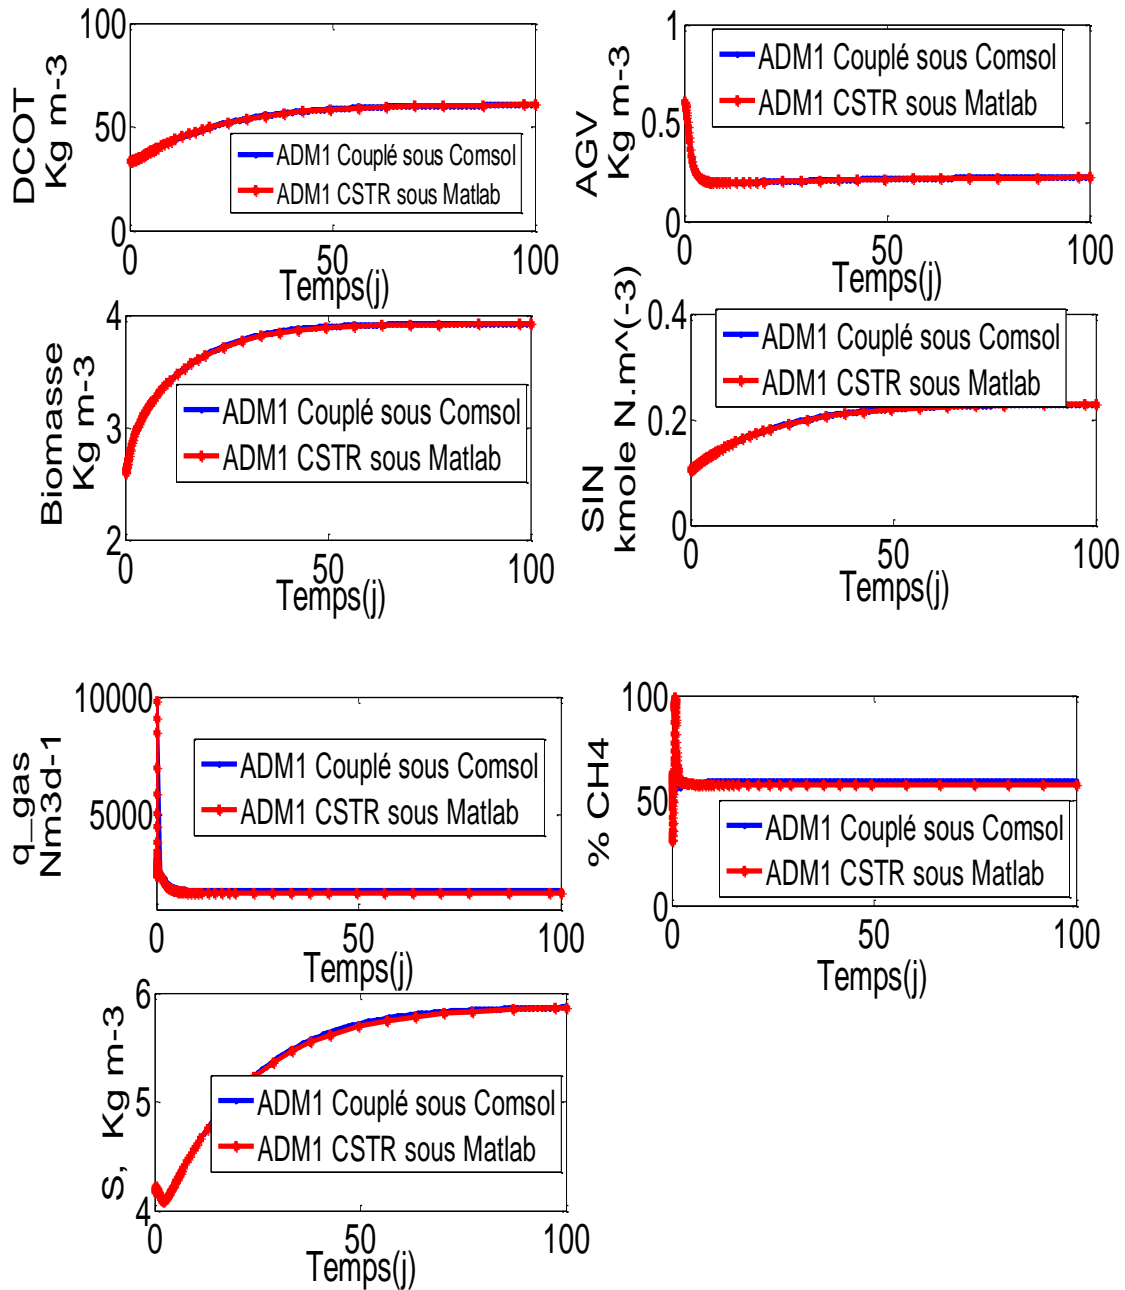 DCOT
Kg m-3
100
50
0
ADM1 Couplé sous Comsol
ADM1 CSTR sous Matlab
0 50 100
Temps(j)
AGV
Kg m-3
1
0.5
0
ADM1 Couplé sous Comsol
ADM1 CSTR sous Matlab
0 50 100
Temps(j)
Biomasse
Kg m-3
4
3
2
ADM1 Couplé sous Comsol
ADM1 CSTR sous Matlab
0 50 100
Temps(j)
SIN
kmole N.m^(-3)
0.4
0.2
0
ADM1 Couplé sous Comsol
ADM1 CSTR sous Matlab
0 50 100
Temps(j)
q_gas
Nm3d-1
10000
5000
ADM1 Couplé sous Comsol
ADM1 CSTR sous Matlab
0 50 100
Temps(j)
% CH4
100
50
0
ADM1 Couplé sous Comsol
ADM1 CSTR sous Matlab
0 50 100
Temps(j)
S, Kg m-3
6
5
4
ADM1 Couplé sous Comsol
ADM1 CSTR sous Matlab
0 50 100
Temps(j)